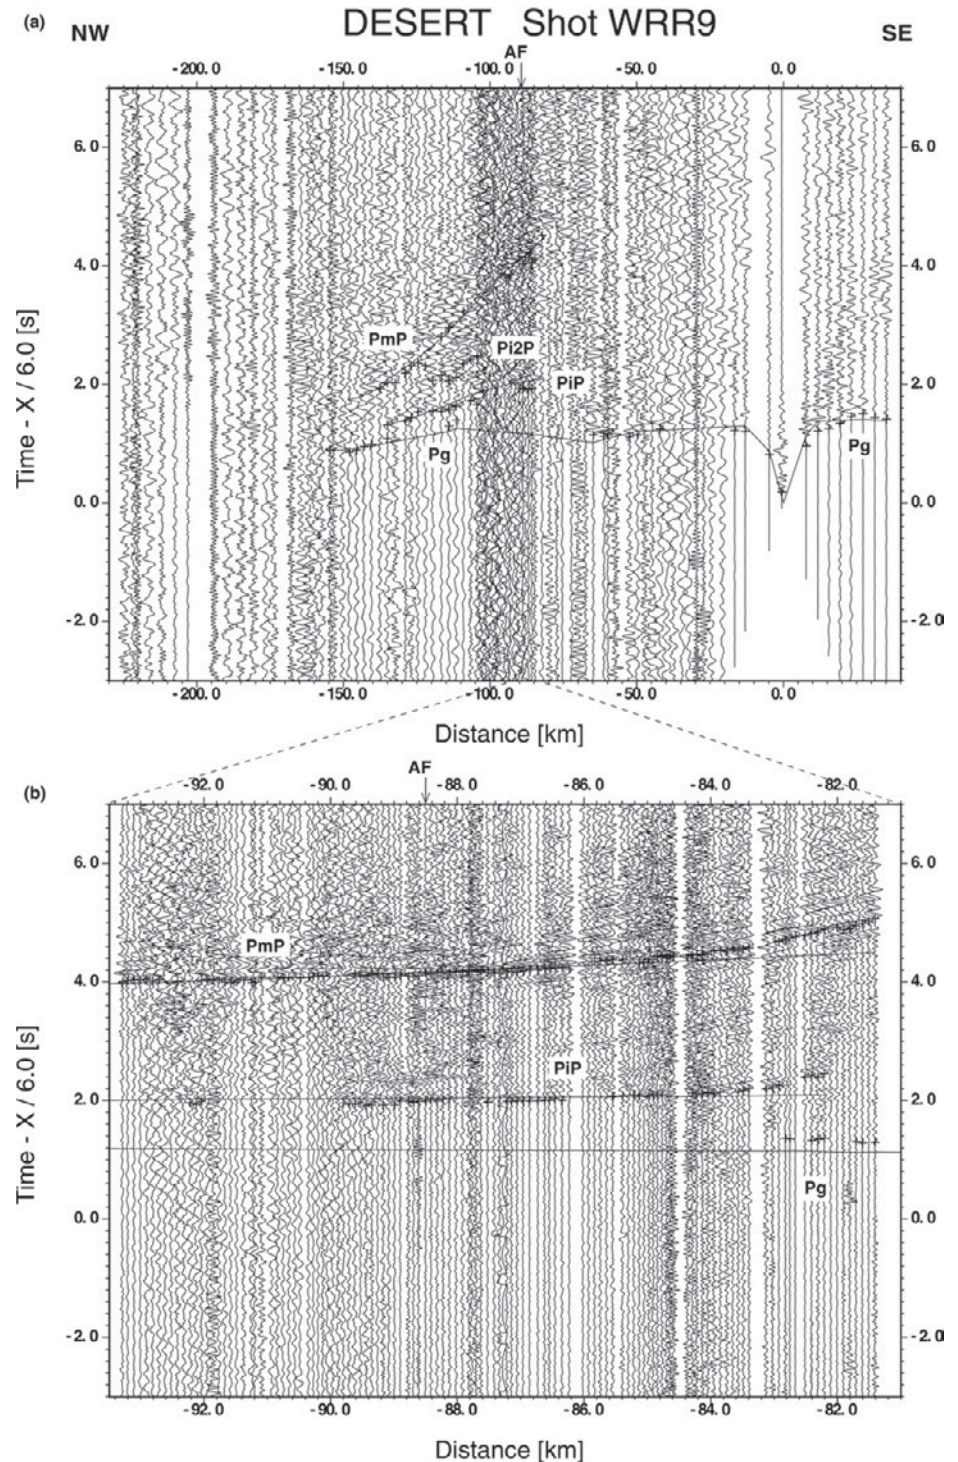 (a) NW DESERT Shot WRR9 SE
AF
-200.0 -150.0 -100.0 -50.0 0.0
6.0 6.0
4.0 4.0
PmP
Pi2P
PiP
2.0 2.0
Pg Pg
0.0 0.0
-2.0 -2.0
Time - X / 6.0 [s]
-200.0 -150.0 -100.0 -50.0 0.0
Distance [km]
AF
(b)
-92.0 -90.0 -88.0 -86.0 -84.0 -82.0
6.0 6.0
PmP
4.0 4.0
PiP
2.0 2.0
Pg
0.0 0.0
-2.0 -2.0
Time - X / 6.0 [s]
-92.0 -90.0 -88.0 -86.0 -84.0 -82.0
Distance [km]